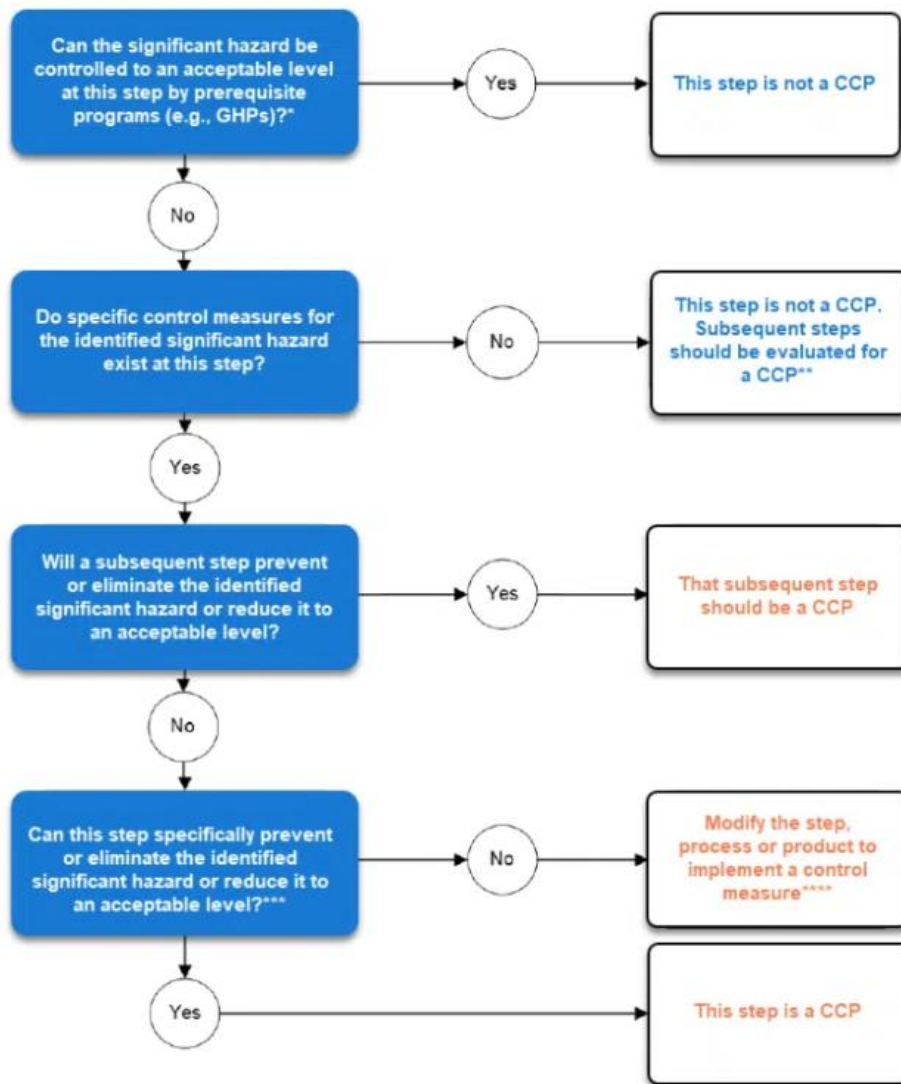 Can the significant hazard be
controlled to an acceptable level
at this step by prerequisite
programs (e.g., GHPs)?*
Yes
This step is not a CCP
No
Do specific control measures for
the identified significant hazard
exist at this step?
No
This step is not a CCP.
Subsequent steps
should be evaluated for
a CCP**
Yes
Will a subsequent step prevent
or eliminate the identified
significant hazard or reduce it to
an acceptable level?
Yes
That subsequent step
should be a CCP
No
Can this step specifically prevent
or eliminate the identified
significant hazard or reduce it to
an acceptable level?***
No
Modify the step,
process or product to
implement a control
measure****
Yes
This step is a CCP